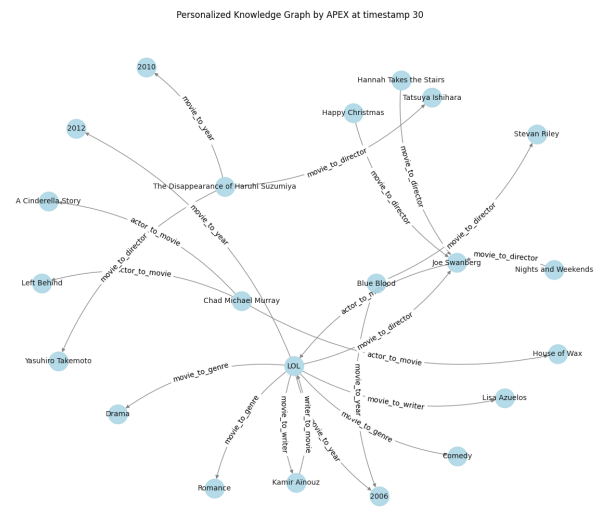 Personalized Knowledge Graph by APEX at timestamp 30
2010
Hannah Takes the Stairs
Tatsuya Ishihara
movie_to_year
Happy Christmas
2012
Stevan Riley
movie_to_director
movie_to_director
The Disappearance of Haruhi Suzumiya
movie_to_director
A Cinderella Story
movie_to_year
movie_to_director
actor_to_movie
movie_to_director
movie_to_director
Joe Swanberg
Nights and Weekends
Left Behind
actor_to_movie
Blue Blood
Chad Michael Murray
movie_to_director
House of Wax
actor_to_movie
Yasuhiro Takemoto
LOL
movie_to_genre
movie_to_year
Lisa Azuelos
movie_to_writer
Drama
movie_to_genre
movie_to_writer
writer_to_movie
movie_to_year
movie_to_genre
Comedy
Romance
Kamir Aïnouz
2006